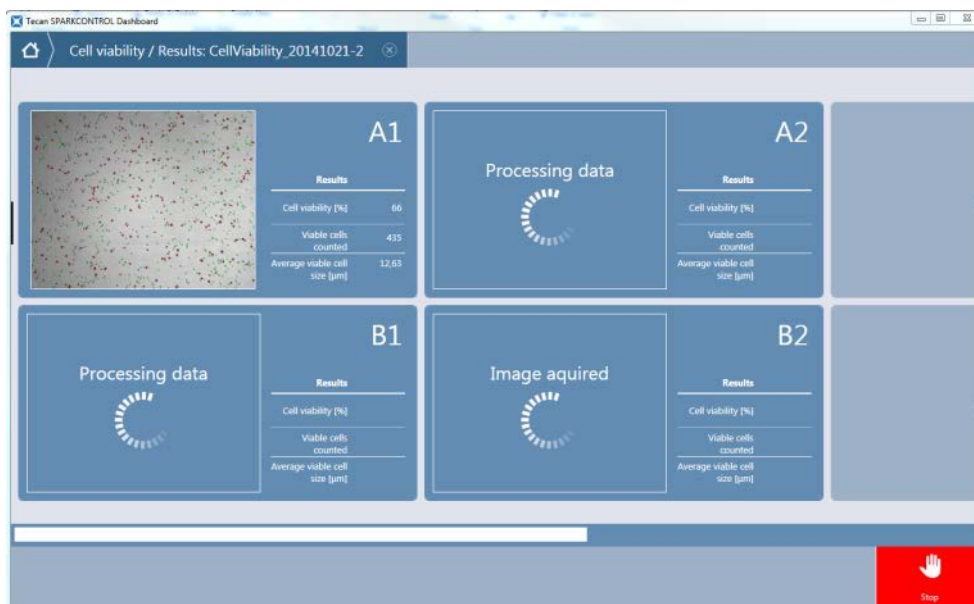 Tecan SPARKCONTROL Dashboard
Cell viability / Results: CellViability_20141021-2
A1
Results
Cell viability [%] 66
Viable cells
counted 435
Average viable cell
size [µm] 12,63
Processing data
A2
Results
Cell viability [%]
Viable cells
counted
Average viable cell
size [µm]
Processing data
B1
Results
Cell viability [%]
Viable cells
counted
Average viable cell
size [µm]
Image aquired
B2
Results
Cell viability [%]
Viable cells
counted
Average viable cell
size [µm]
Stop